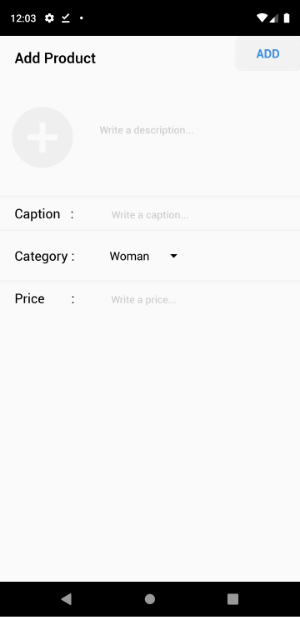 12:03
Add Product
ADD
Write a description...
Caption :
Write a caption...
Category :
Woman
Price :
Write a price...